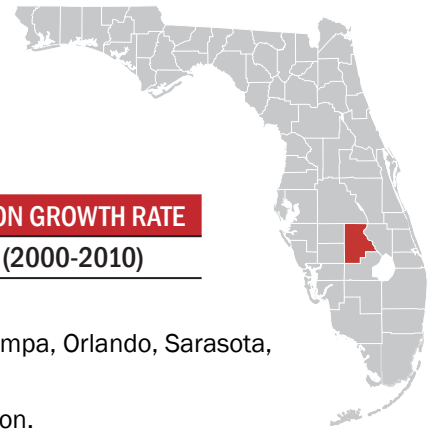 ON GROWTH RATE
(2000-2010)
mpa, Orlando, Sarasota,
on.